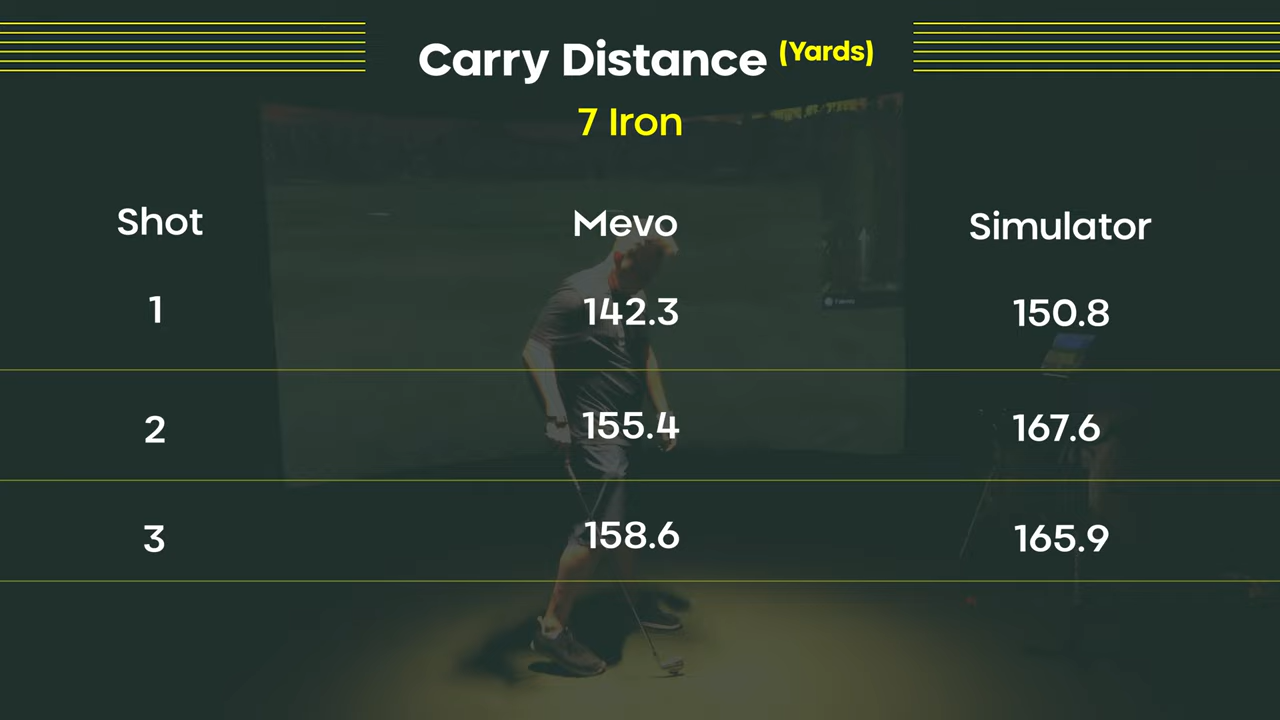 Carry Distance (Yards)
7 Iron
Shot Mevo Simulator
1 142.3 150.8
2 155.4 167.6
3 158.6 165.9